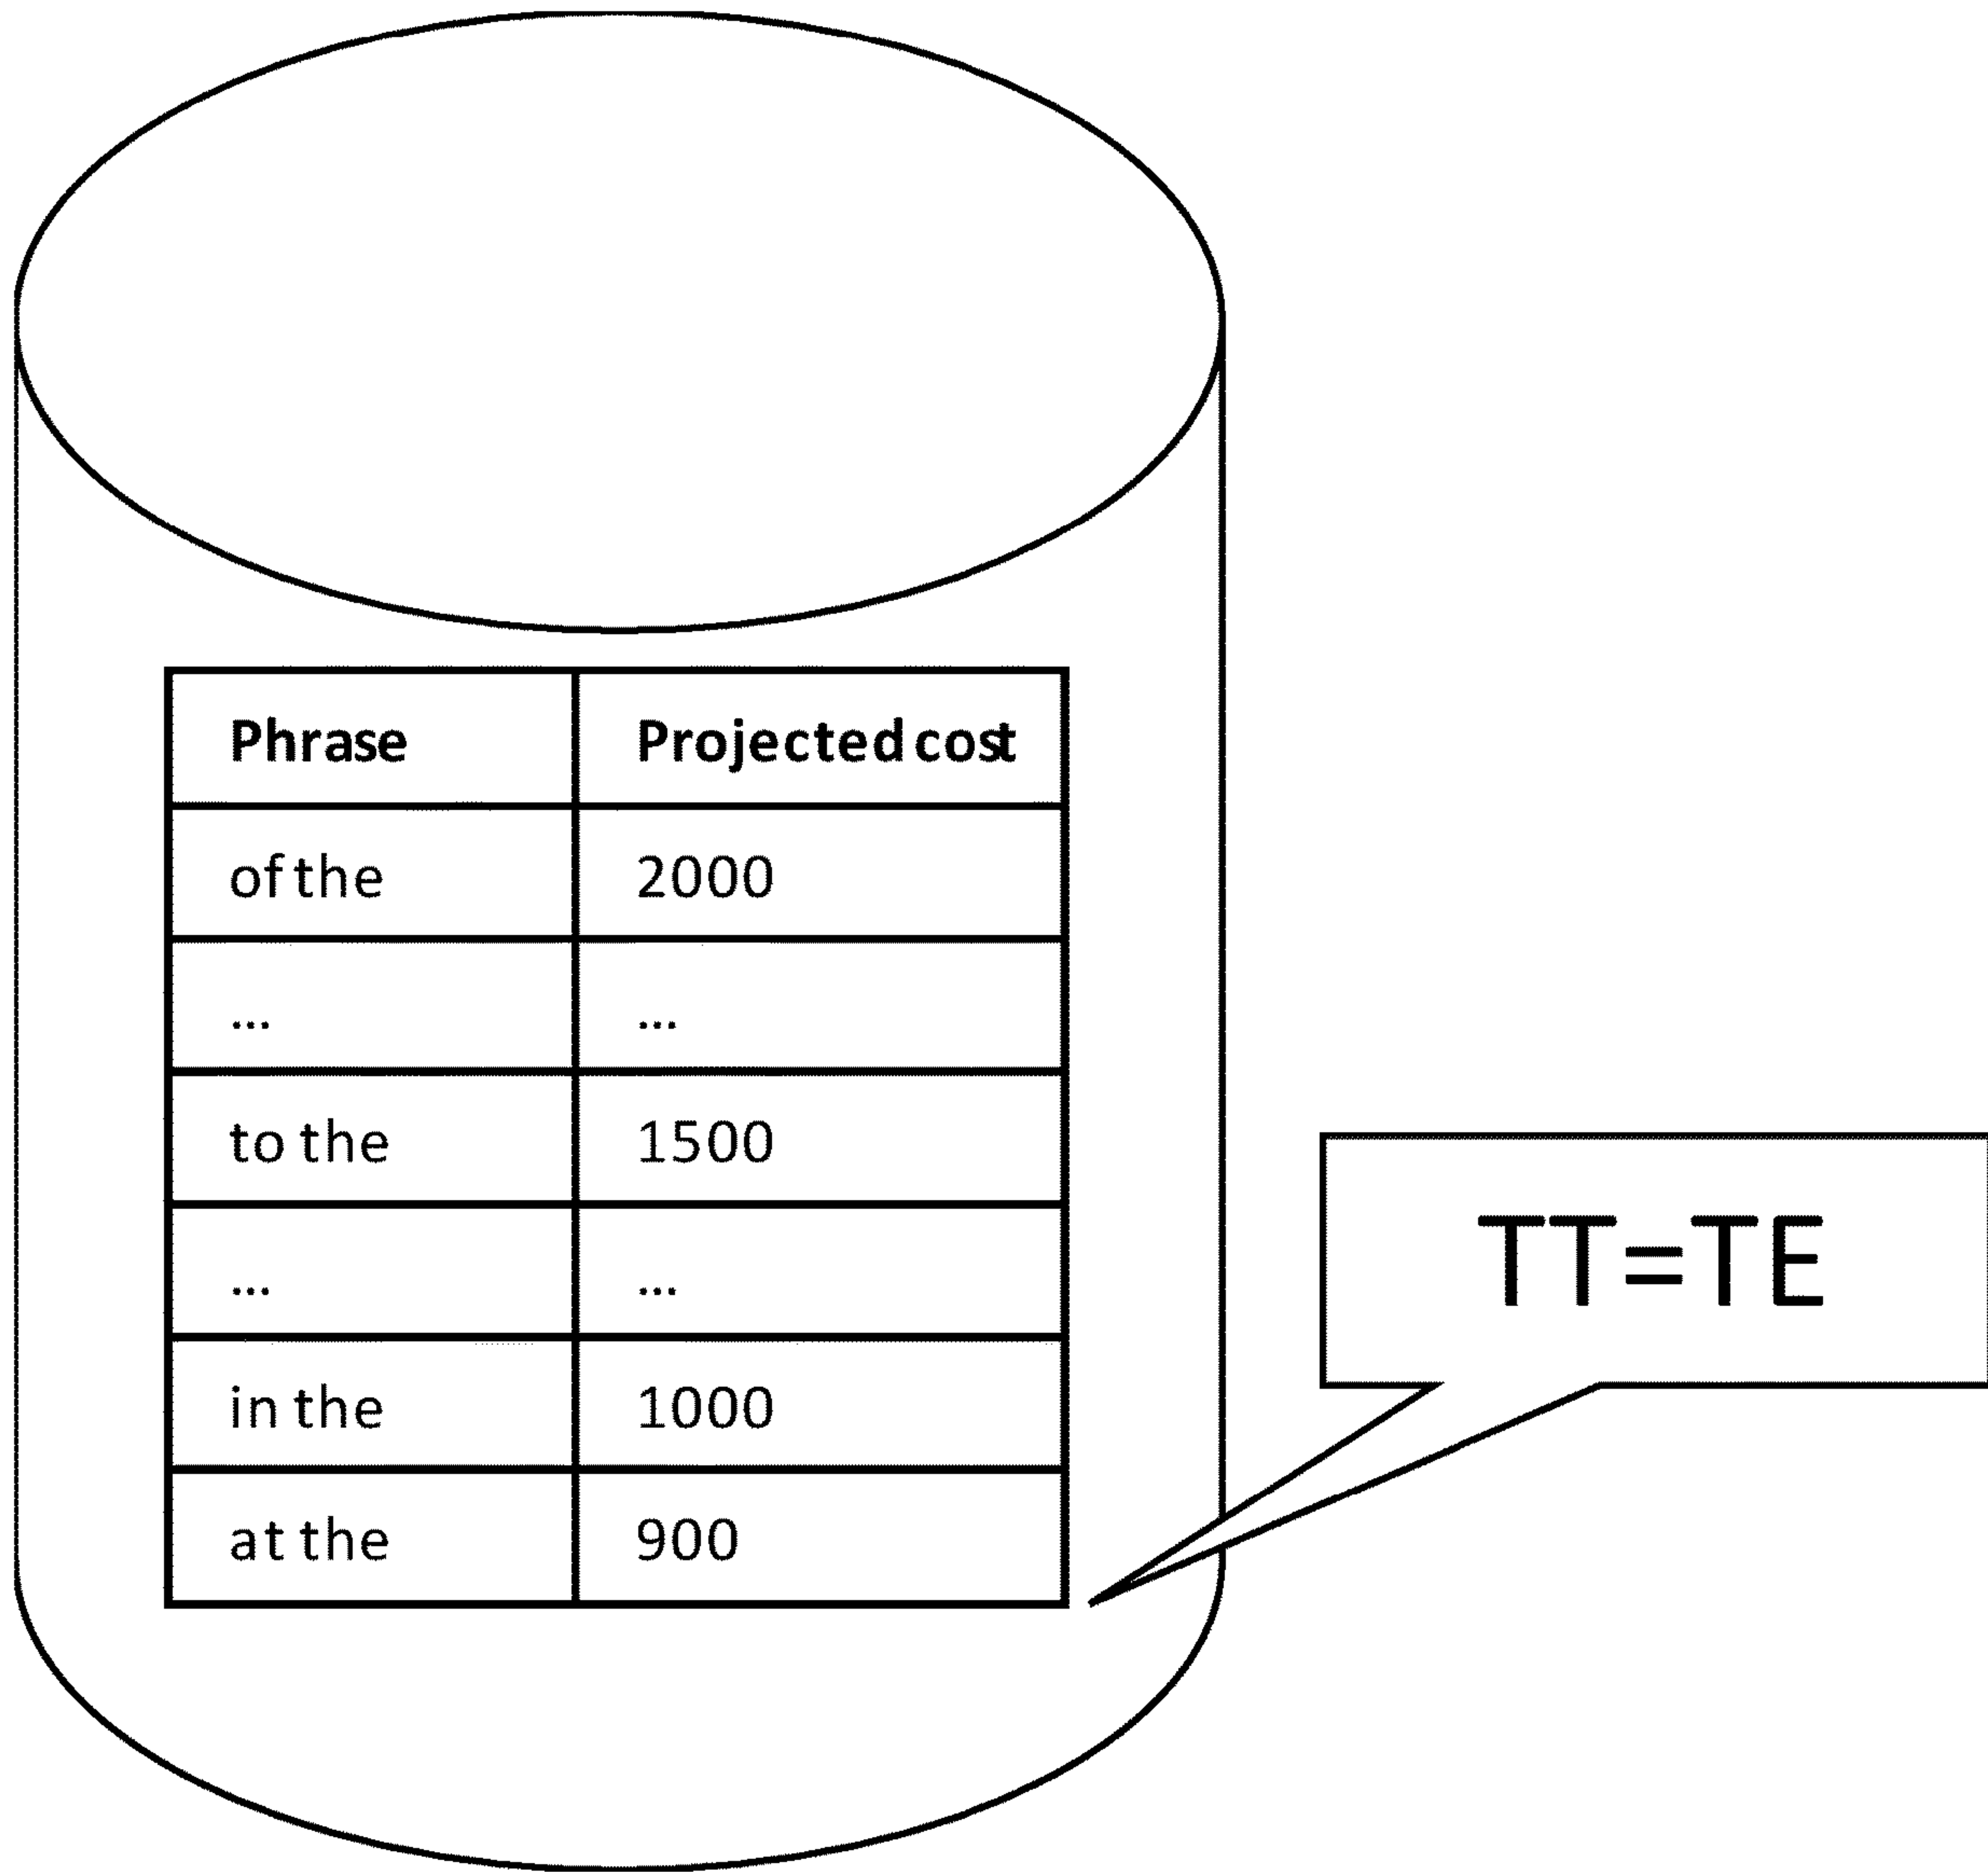 Phrase Projected cost
of the 2000
... ...
to the 1500
... ...
in the 1000
at the 900
TT=TE